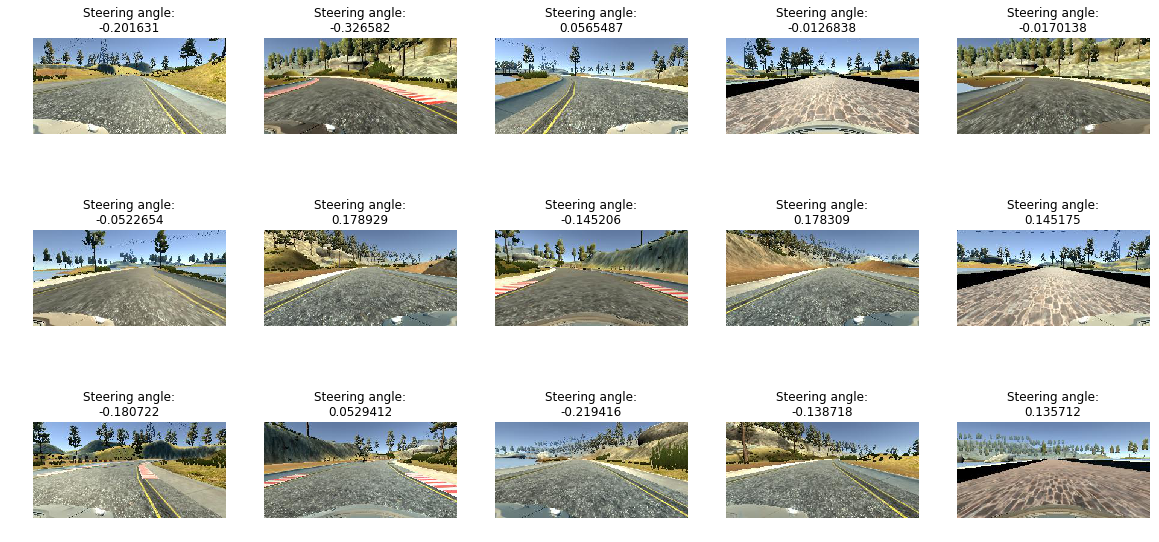 Steering angle:
-0.201631
Steering angle:
-0.326582
Steering angle:
0.0565487
Steering angle:
-0.0126838
Steering angle:
-0.0170138
Steering angle:
-0.0522654
Steering angle:
0.178929
Steering angle:
-0.145206
Steering angle:
0.178309
Steering angle:
0.145175
Steering angle:
-0.180722
Steering angle:
0.0529412
Steering angle:
-0.219416
Steering angle:
-0.138718
Steering angle:
0.135712